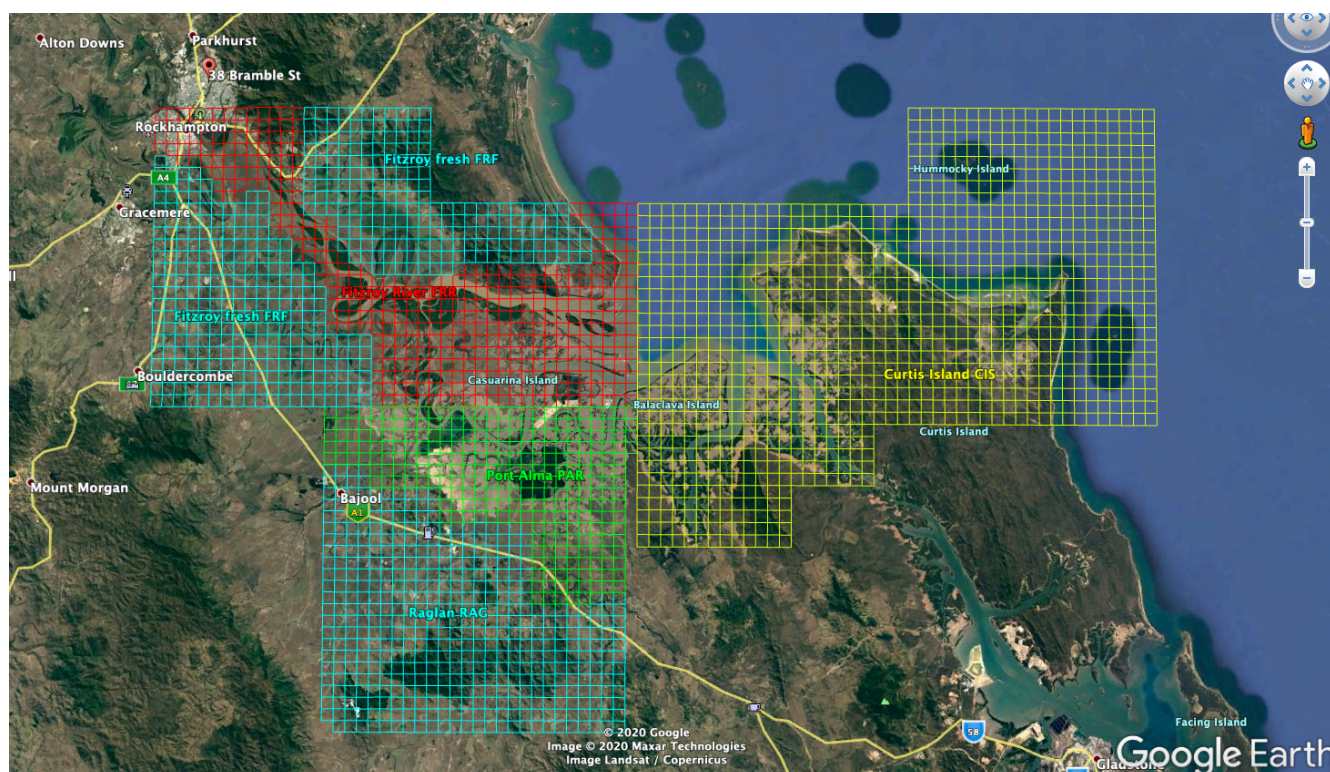 Alton Downs
Parkhurst
38 Bramble St
Rockhampton
A4
Gracemere
Fitzroy fresh FRF
Hummocky Island
Fitzroy River FRR
Fitzroy fresh FRF
Bouldercombe
Casuarina Island
Curtis Island CIS
Balaclava Island
Curtis Island
Mount Morgan
Port Alma PAR
Bajool
A1
Raglan RAG
© 2020 Google
Image © 2020 Maxar Technologies
Image Landsat / Copernicus
58
Facing Island
Gladstone
Google Earth